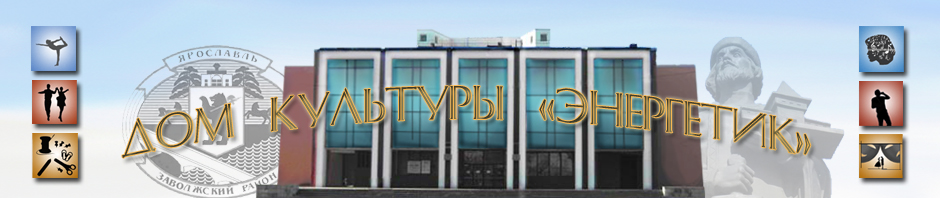 ДОМ КУЛЬТУРЫ «ЭНЕРГЕТИК»
ЯРОСЛАВЛЬ
ЗАВОЛЖСКИЙ РАЙОН